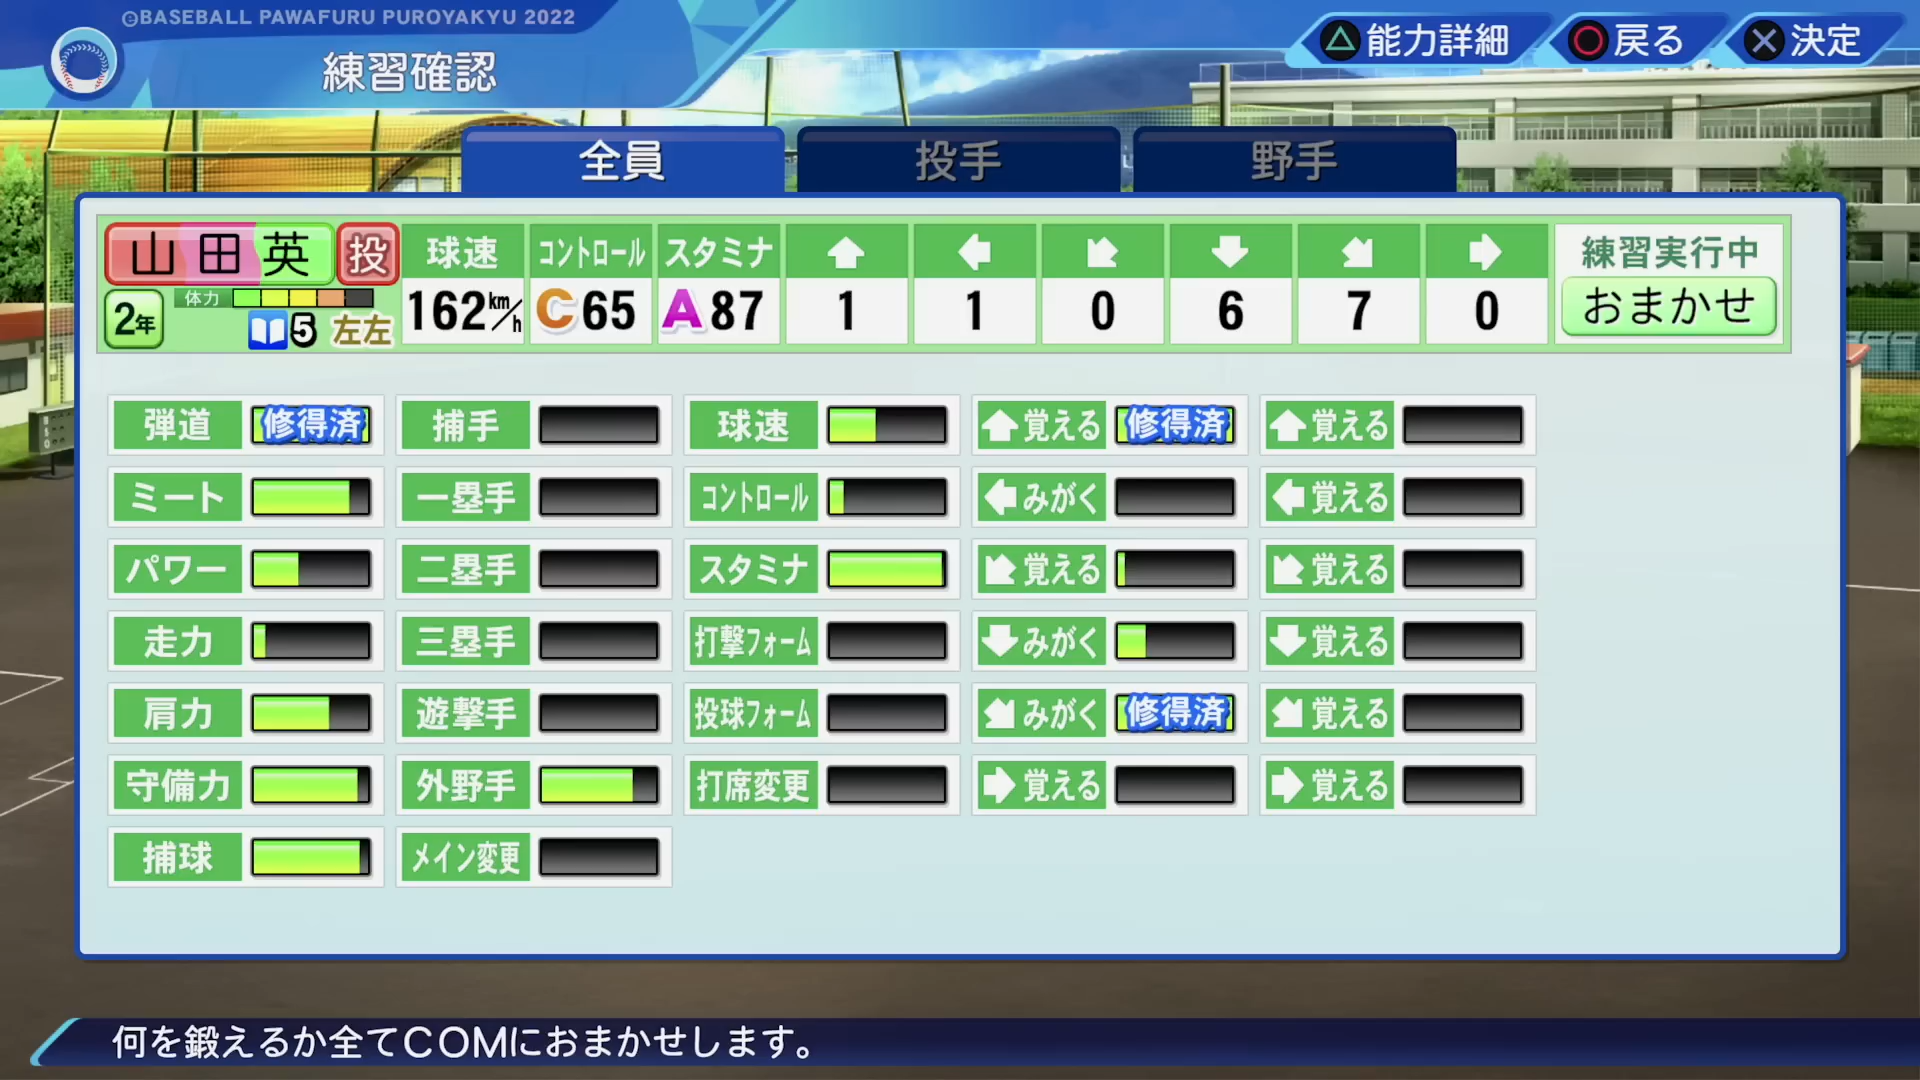 ©BASEBALL PAWAFURU PUROYAKYU 2022
練習確認
能力詳細 戻る 決定
全員 投手 野手
山田英 投 球速 コントロール スタミナ 練習実行中
2年 体力 5 左左 162km/h C65 A87 1 1 0 6 7 0 おまかせ
弾道 修得済 捕手 球速 覚える 修得済 覚える
ミート 一塁手 コントロール みがく 覚える
パワー 二塁手 スタミナ 覚える 覚える
走力 三塁手 打撃フォーム みがく 覚える
肩力 遊撃手 投球フォーム みがく 修得済 覚える
守備力 外野手 打席変更 覚える 覚える
捕球 メイン変更
何を鍛えるか全てCOMにおまかせします。